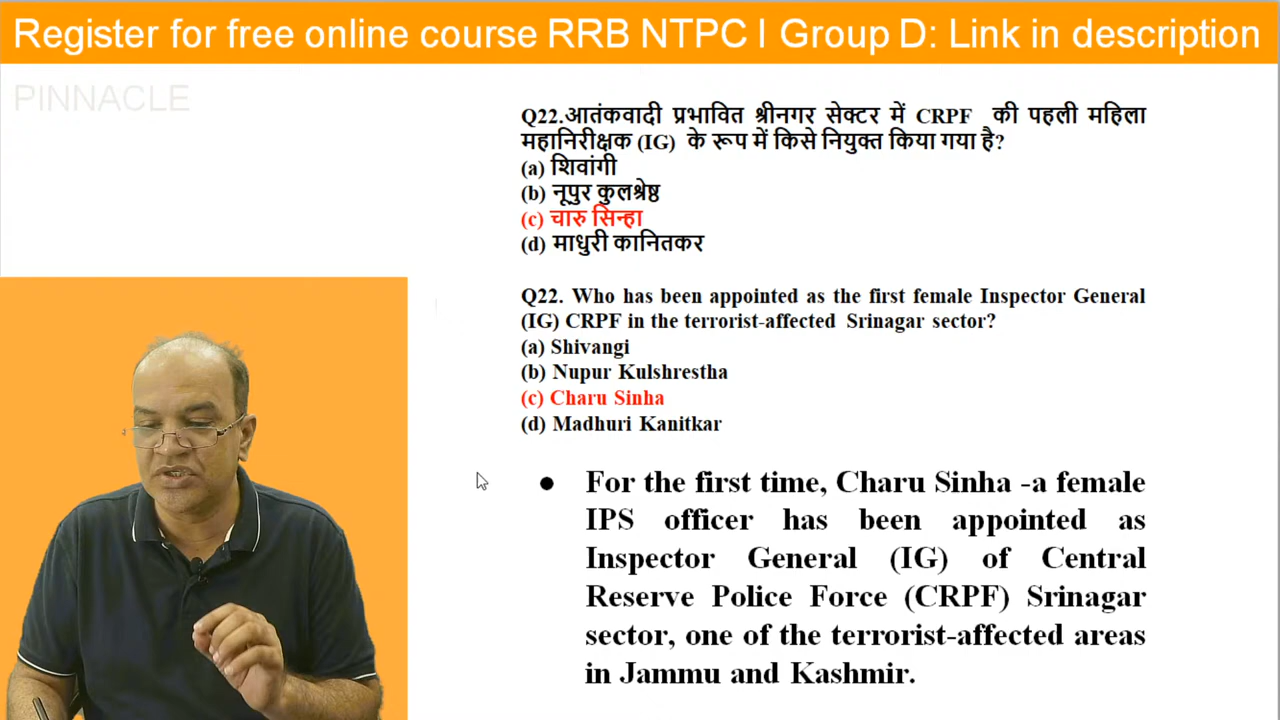 Register for free online course RRB NTPC I Group D: Link in description
PINNACLE
Q22.आतंकवादी प्रभावित श्रीनगर सेक्टर में CRPF की पहली महिला
महानिरीक्षक (IG) के रूप में किसे नियुक्त किया गया है?
(a) शिवांगी
(b) नूपुर कुलश्रेष्ठ
(c) चारु सिन्हा
(d) माधुरी कानितकर
Q22. Who has been appointed as the first female Inspector General
(IG) CRPF in the terrorist-affected Srinagar sector?
(a) Shivangi
(b) Nupur Kulshrestha
(c) Charu Sinha
(d) Madhuri Kanitkar
● For the first time, Charu Sinha -a female
IPS officer has been appointed as
Inspector General (IG) of Central
Reserve Police Force (CRPF) Srinagar
sector, one of the terrorist-affected areas
in Jammu and Kashmir.